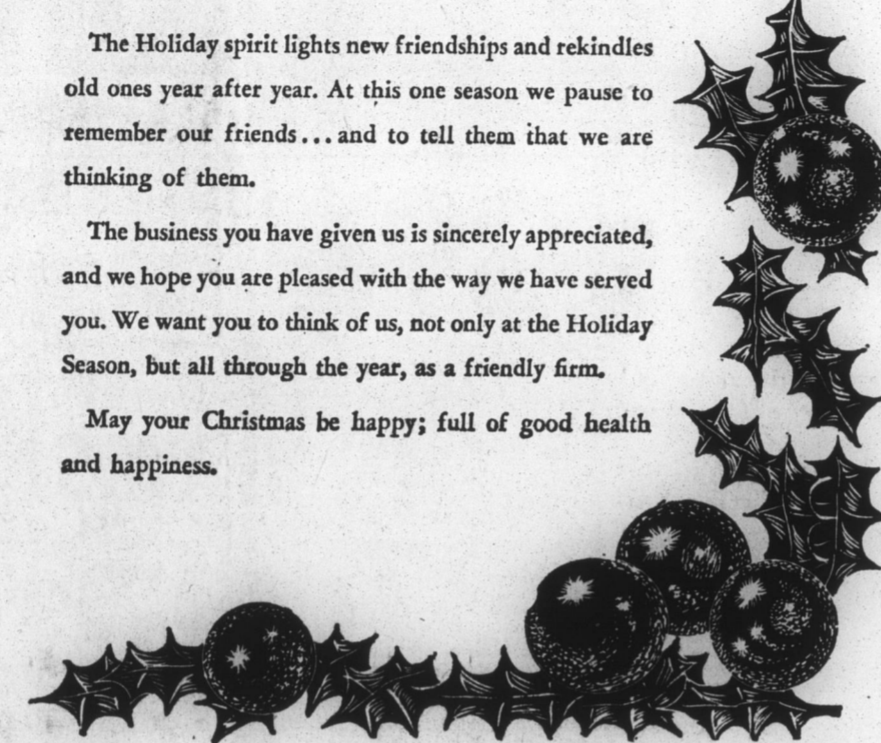 The Holiday spirit lights new friendships and rekindles
old ones year after year. At this one season we pause to
remember our friends...and to tell them that we are
thinking of them.
The business you have given us is sincerely appreciated,
and we hope you are pleased with the way we have served
you. We want you to think of us, not only at the Holiday
Season, but all through the year, as a friendly firm.
May your Christmas be happy; full of good health
and happiness.